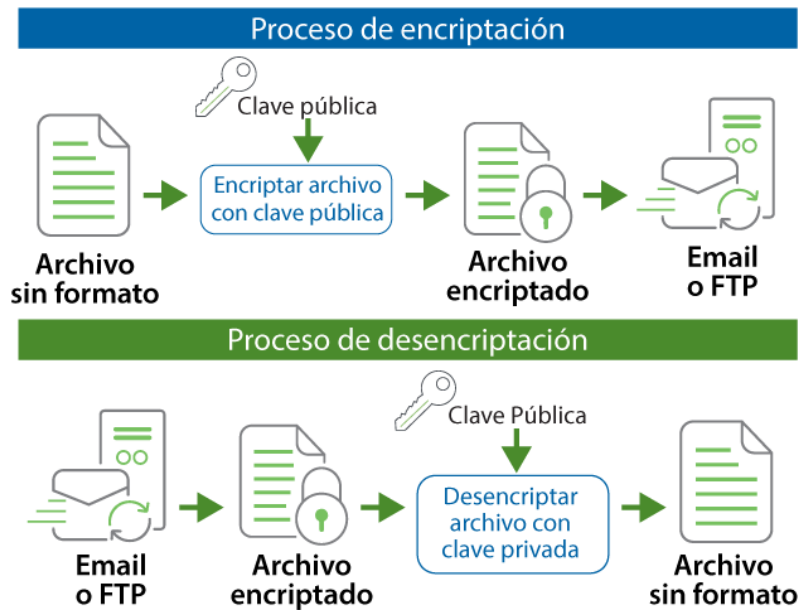 Proceso de encriptación
Clave pública
Encriptar archivo
con clave pública
Archivo
sin formato
Archivo
encriptado
Email
o FTP
Proceso de desencriptación
Clave Pública
Desencriptar
archivo con
clave privada
Email
o FTP
Archivo
encriptado
Archivo
sin formato